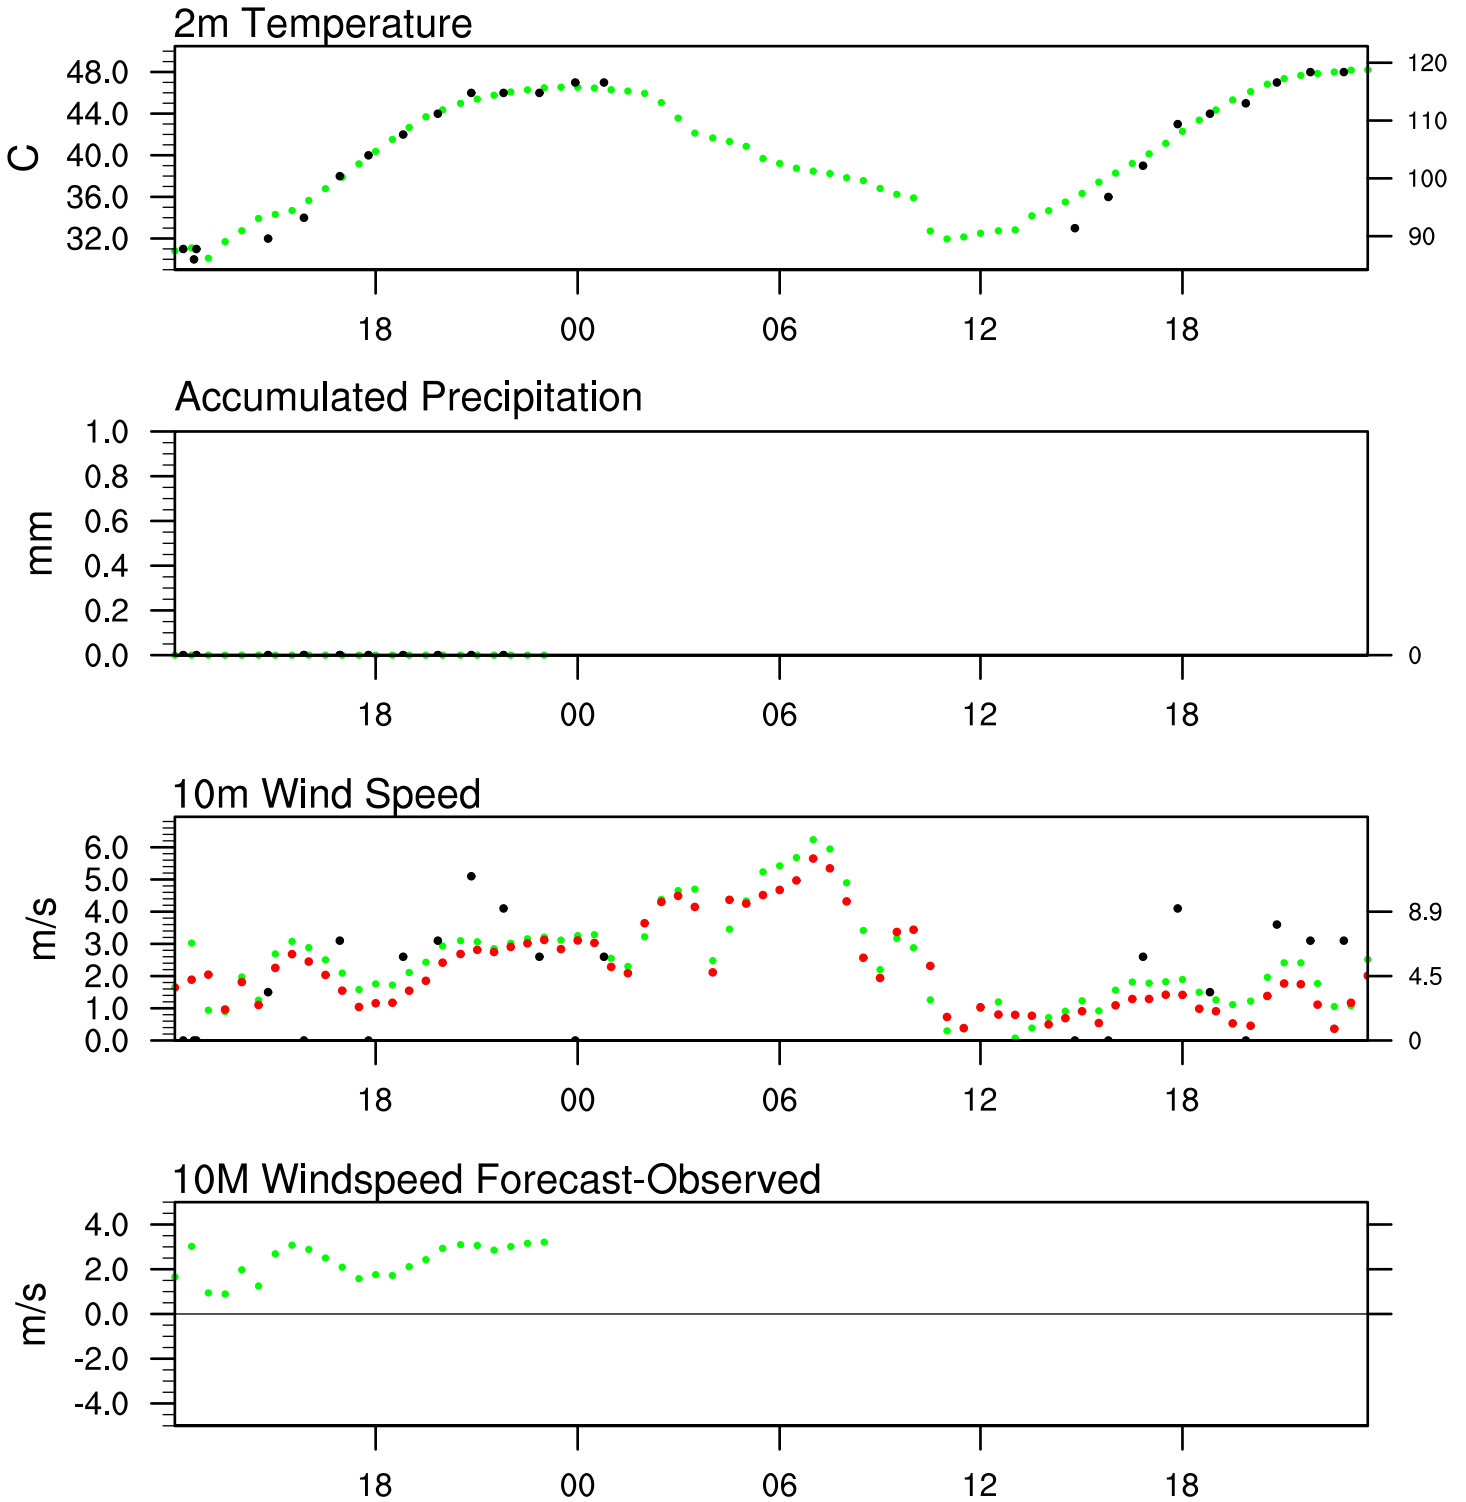 2m Temperature
48.0
44.0
40.0
36.0
32.0
C
120
110
100
90
18 00 06 12 18
Accumulated Precipitation
1.0
0.8
0.6
0.4
0.2
0.0
mm
0
18 00 06 12 18
10m Wind Speed
6.0
5.0
4.0
3.0
2.0
1.0
0.0
m/s
8.9
4.5
0
18 00 06 12 18
10M Windspeed Forecast-Observed
4.0
2.0
0.0
-2.0
-4.0
m/s
18 00 06 12 18